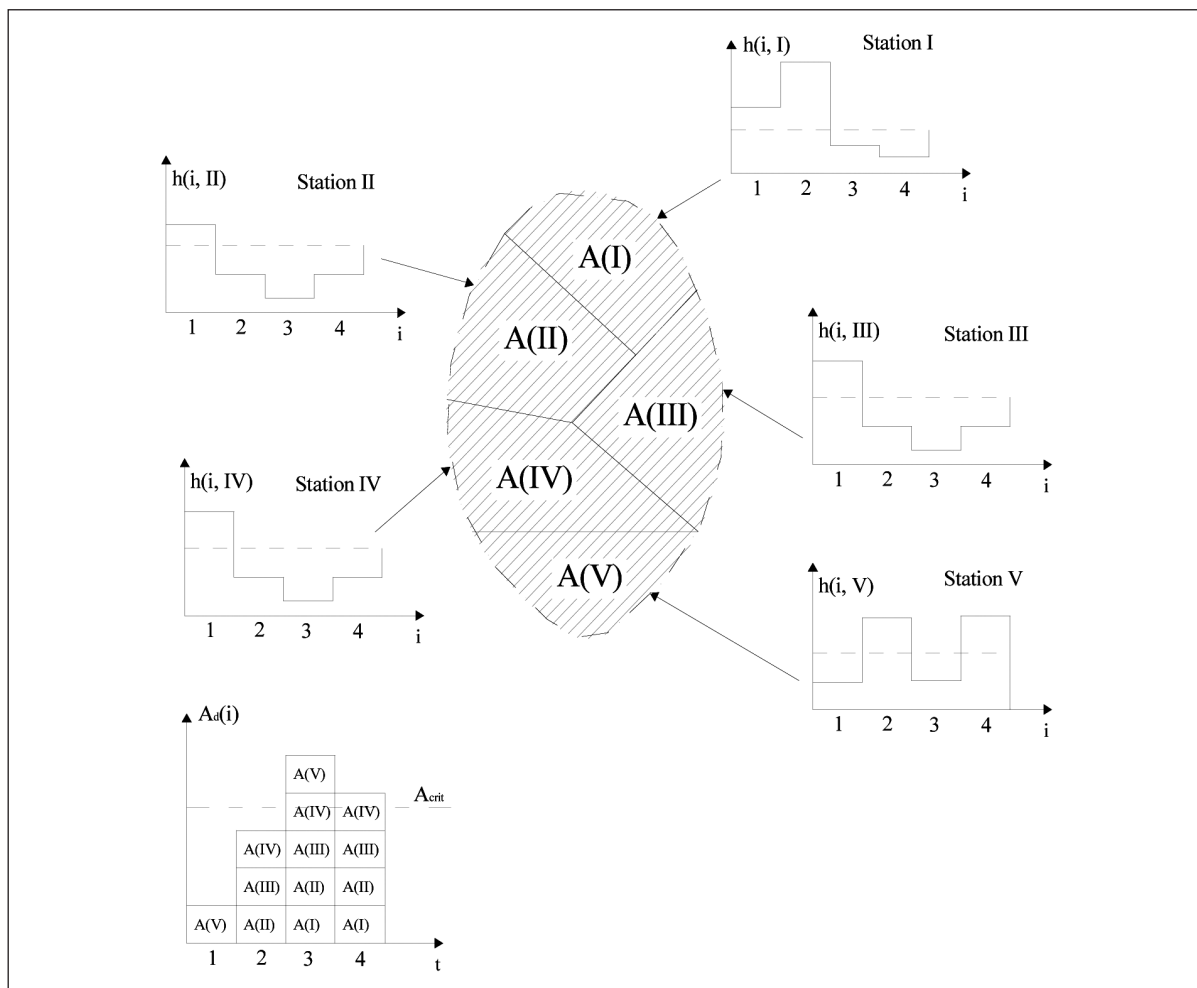 h(i, I)
Station I
1 2 3 4
i
h(i, II)
Station II
1 2 3 4
i
A(I)
A(II)
A(III)
A(IV)
A(V)
h(i, III)
Station III
1 2 3 4
i
h(i, IV)
Station IV
1 2 3 4
i
h(i, V)
Station V
1 2 3 4
i
Ad(i)
Acrit
A(V)
A(IV) A(IV)
A(IV) A(III) A(III)
A(III) A(II) A(II)
A(V) A(II) A(I) A(I)
1 2 3 4
t